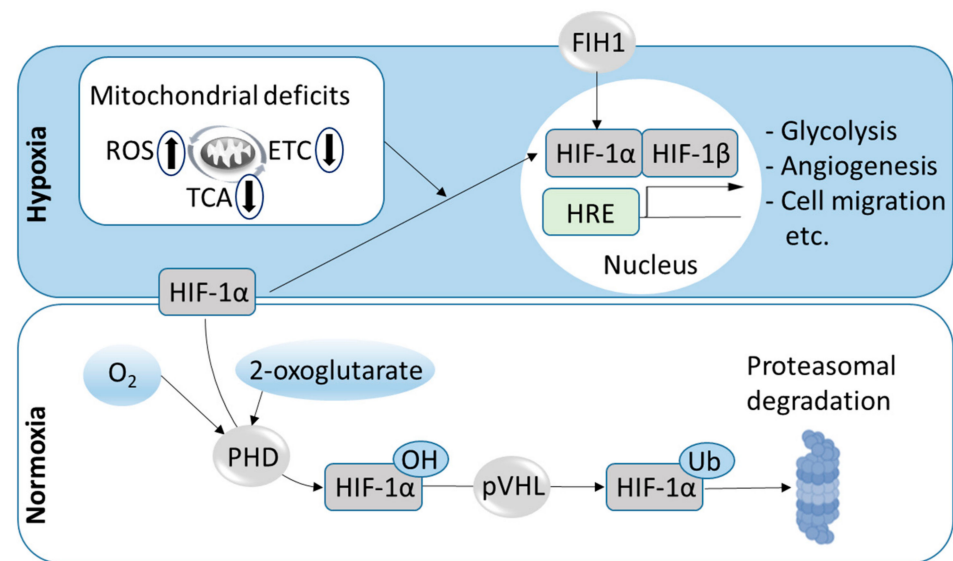 Hypoxia
Mitochondrial deficits
ROS
ETC
TCA
FIH1
HIF-1α
HIF-1β
HRE
Nucleus
- Glycolysis
- Angiogenesis
- Cell migration
etc.
HIF-1α
Normoxia
O₂
2-oxoglutarate
PHD
HIF-1α
OH
pVHL
HIF-1α
Ub
Proteasomal
degradation